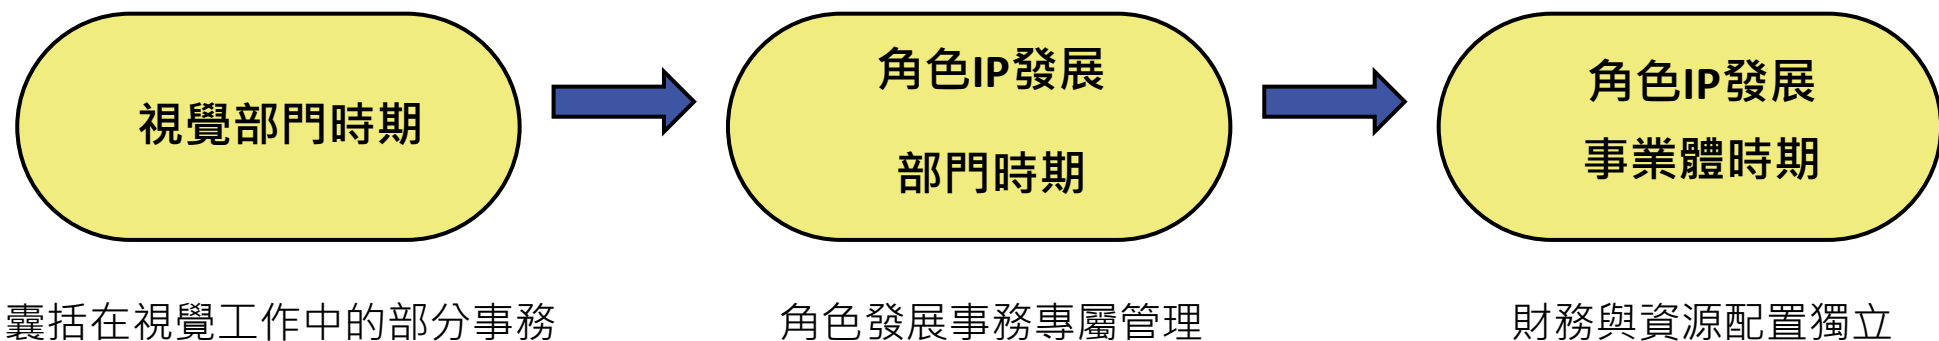 視覺部門時期
角色IP發展
部門時期
角色IP發展
事業體時期
囊括在視覺工作中的部分事務
角色發展事務專屬管理
財務與資源配置獨立